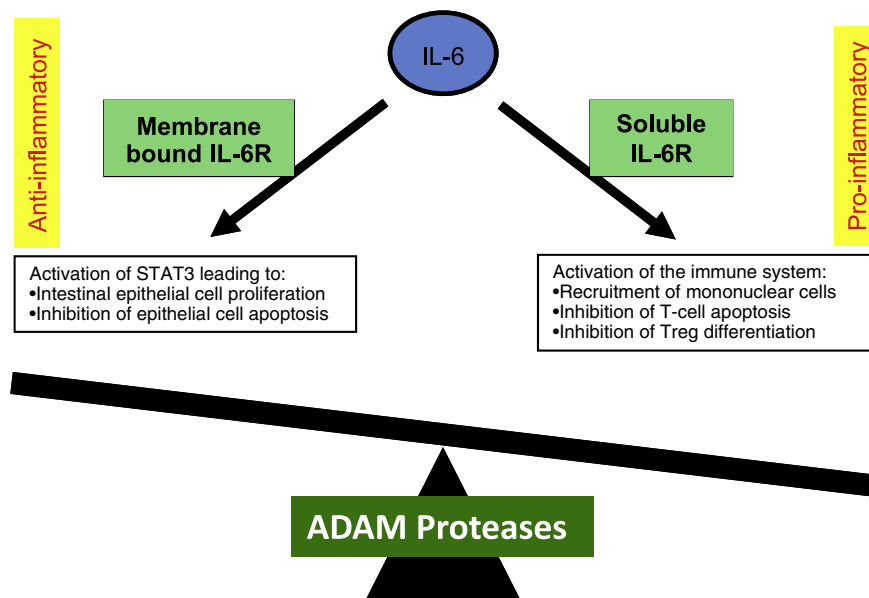 IL-6
Anti-inflammatory
Membrane
bound IL-6R
Soluble
IL-6R
Pro-inflammatory
Activation of STAT3 leading to:
•Intestinal epithelial cell proliferation
•Inhibition of epithelial cell apoptosis
Activation of the immune system:
•Recruitment of mononuclear cells
•Inhibition of T-cell apoptosis
•Inhibition of Treg differentiation
ADAM Proteases